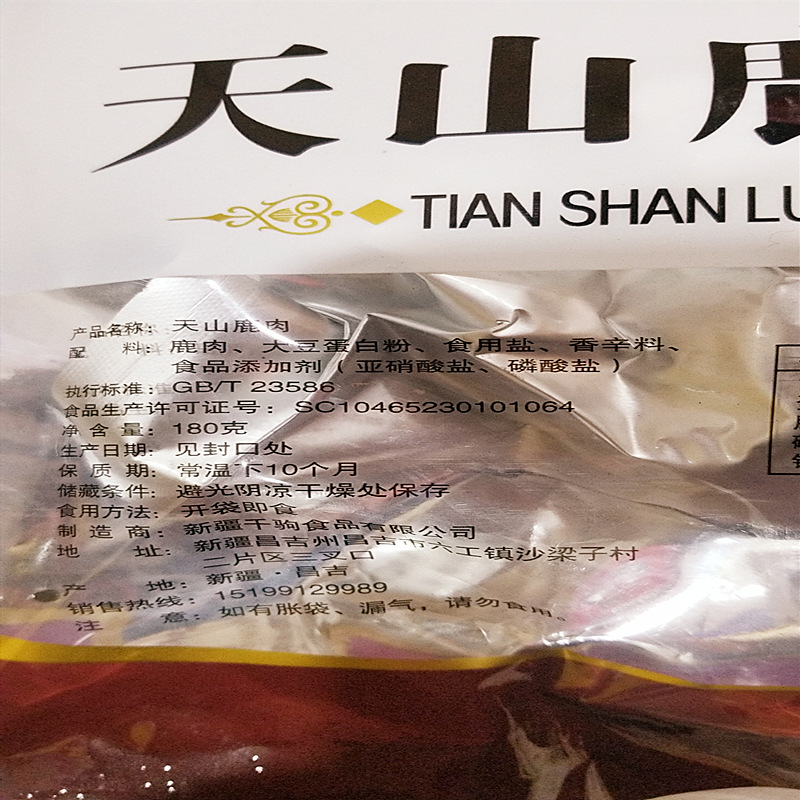 天山鹿
TIAN SHAN LU
产品名称：天山鹿肉
配 料：鹿肉、大豆蛋白粉、食用盐、香辛料、
食品添加剂（亚硝酸盐、磷酸盐）
执行标准：GB/T 23586
食品生产许可证号：SC10465230101064
净含量：180克
生产日期：见封口处
保质期：常温下10个月
储藏条件：避光阴凉干燥处保存
食用方法：开袋即食
制造商：新疆千驹食品有限公司
地 址：新疆昌吉州昌吉市六工镇沙梁子村
二片区三叉口
产 地：新疆·昌吉
销售热线：15199129989
注 意：如有胀袋、漏气，请勿食用。